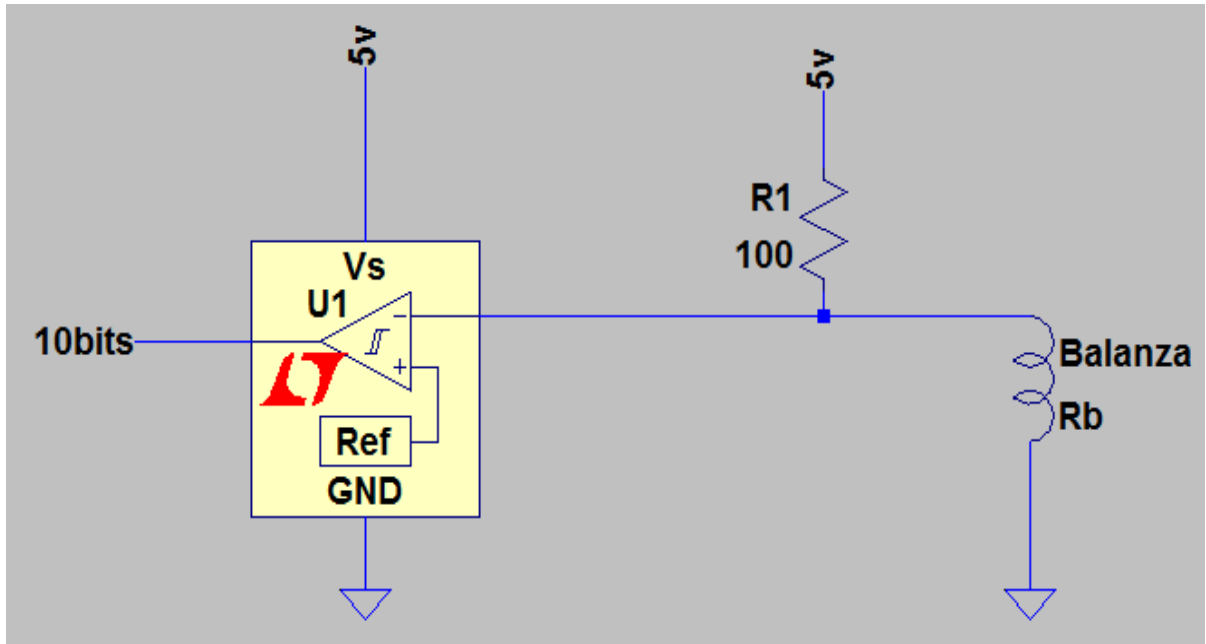 5v
5v
R1
100
Vs
U1
10bits
−
+
Ref
GND
Balanza
Rb